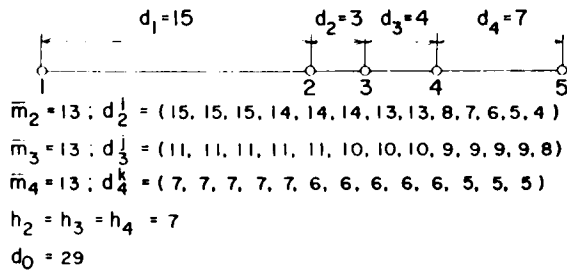 d₁=15 d₂=3 d₃=4 d₄=7
1 2 3 4 5
m̅₂ = 13 ; d₂ʲ = ( 15, 15, 15, 14, 14, 14, 13, 13, 8, 7, 6, 5, 4 )
m̅₃ = 13 ; d₃ʲ = ( 11, 11, 11, 11, 11, 10, 10, 10, 9, 9, 9, 9, 8 )
m̅₄ = 13 ; d₄ᵏ = ( 7, 7, 7, 7, 7, 6, 6, 6, 6, 6, 5, 5, 5 )
h₂ = h₃ = h₄ = 7
d₀ = 29